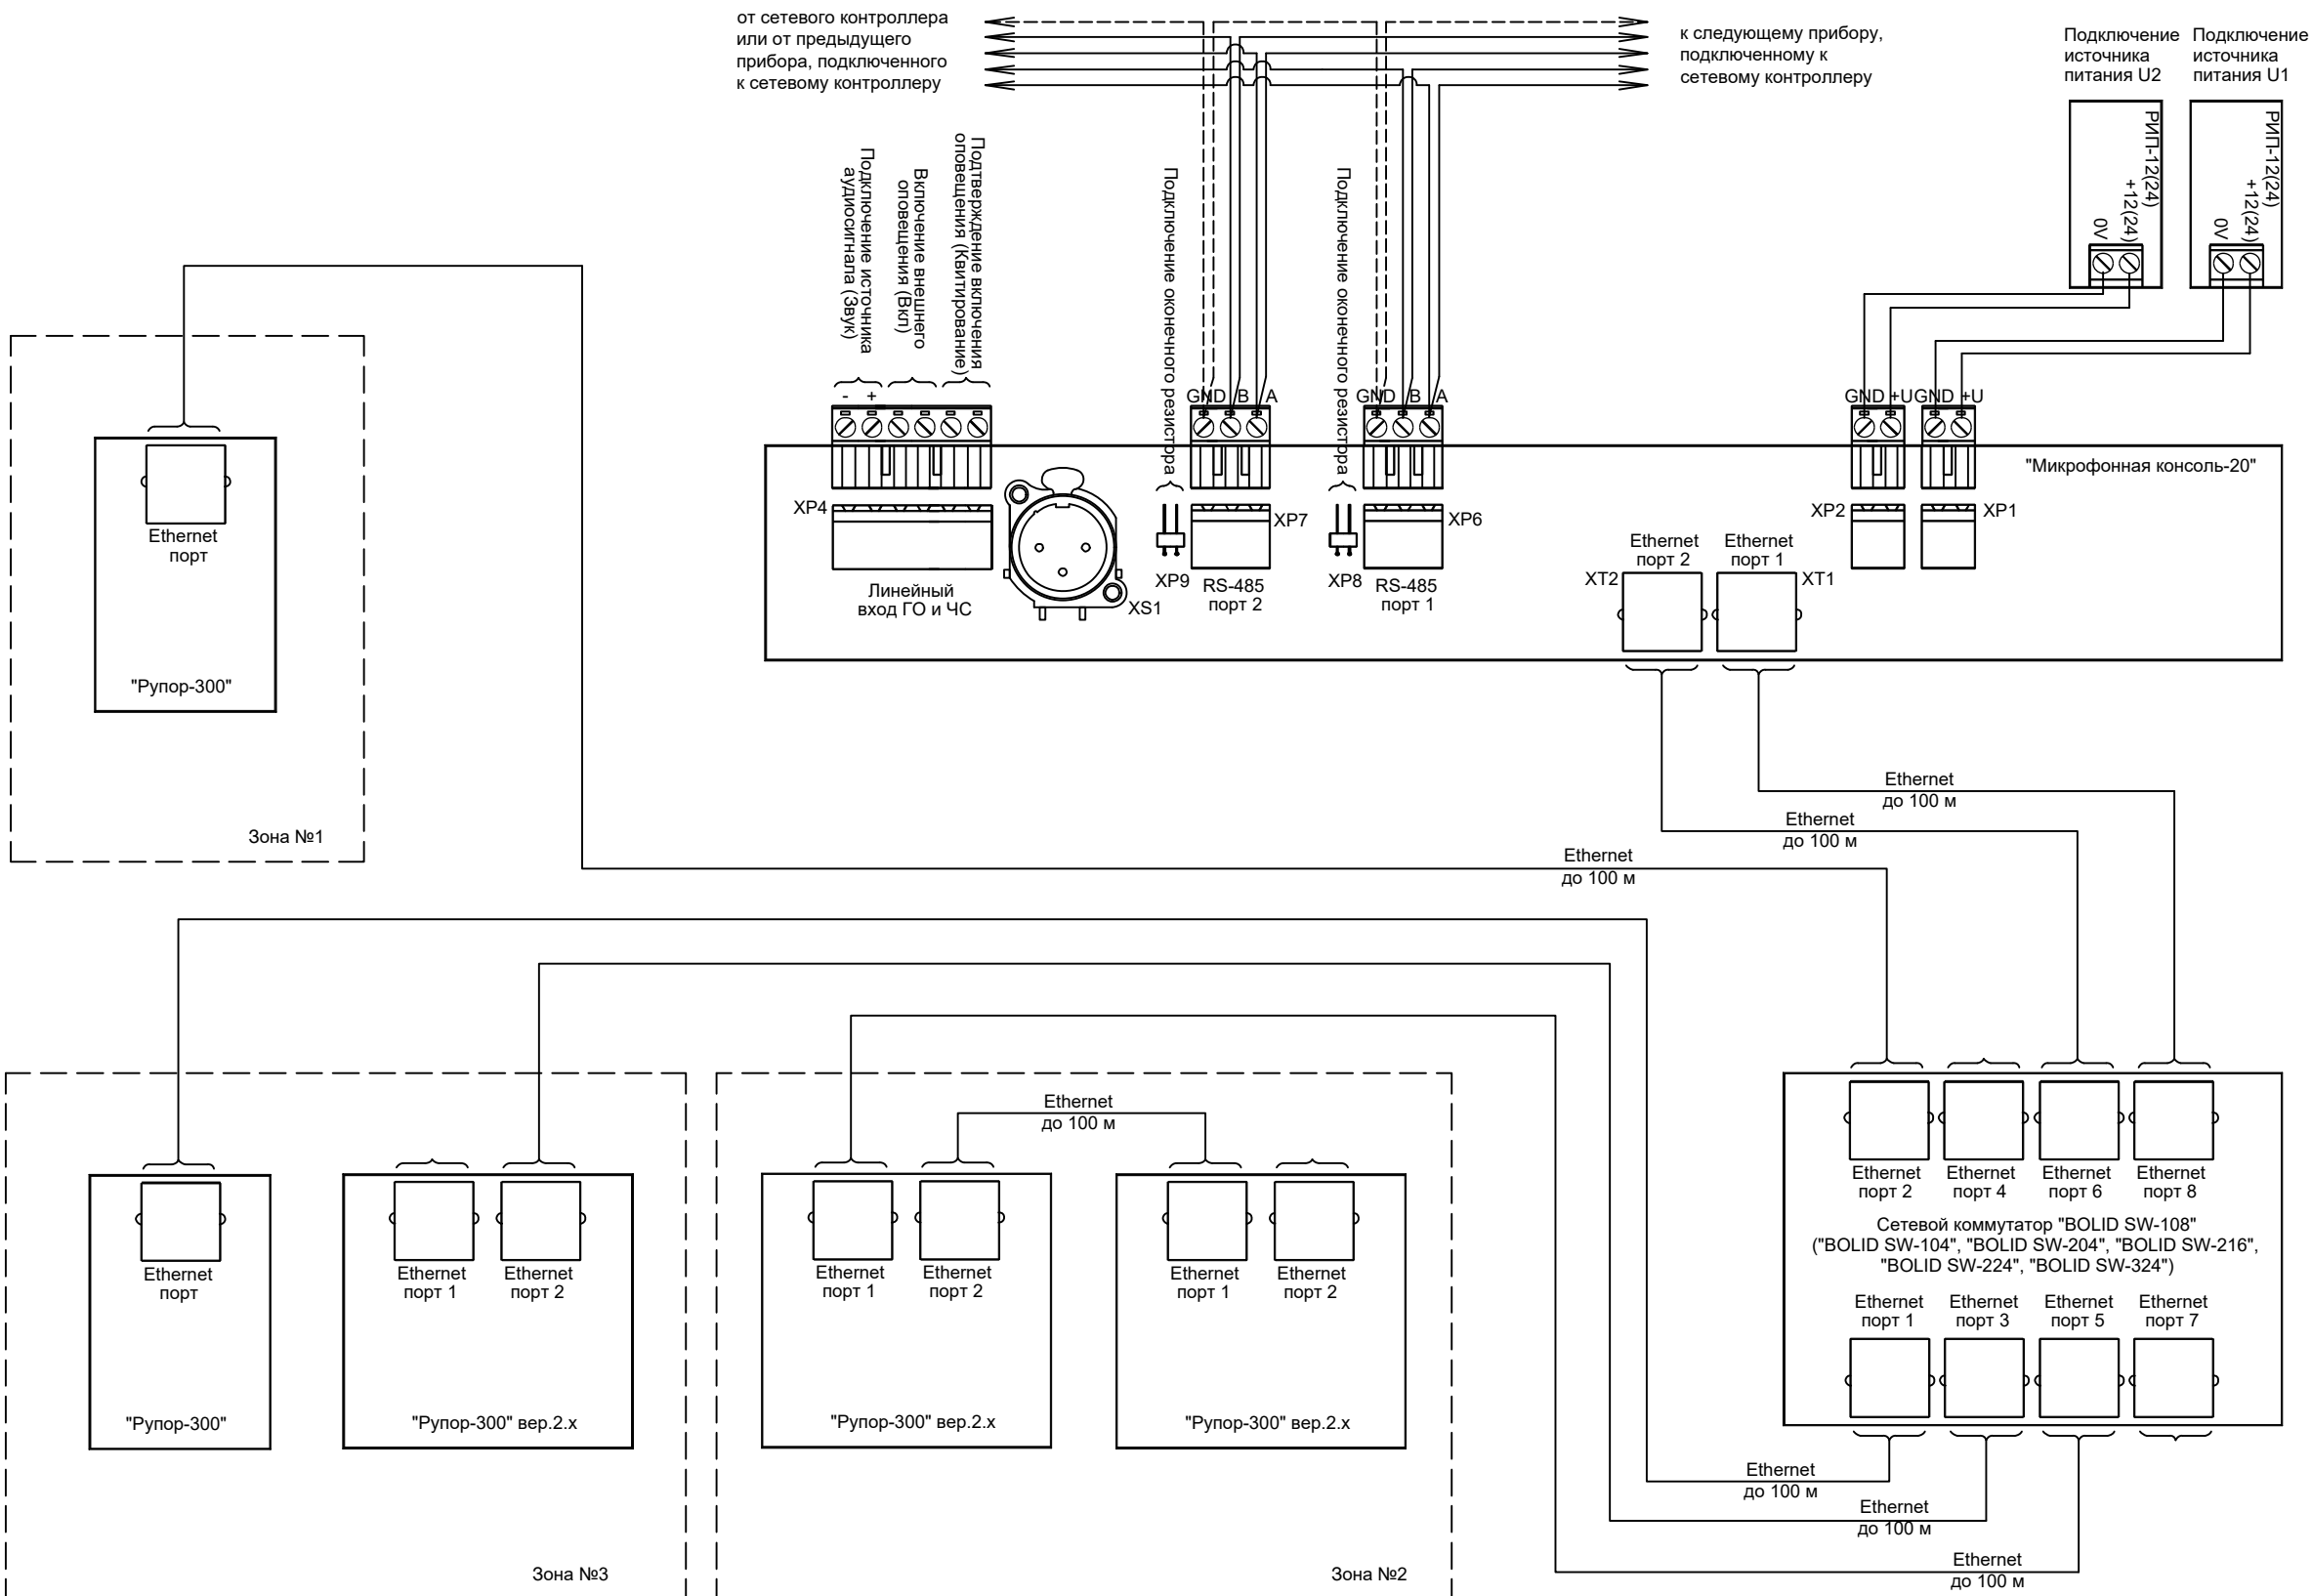 от сетевого контроллера
или от предыдущего
прибора, подключенного
к сетевому контроллеру
к следующему прибору,
подключенному к
сетевому контроллеру
Подключение
источника
питания U2
Подключение
источника
питания U1
РИП-12(24)
+12(24)
0V
РИП-12(24)
+12(24)
0V
Подключение источника
аудиосигнала (Звук)
Включение внешнего
оповещения (Вкл)
Подтверждение включения
оповещения (Квитирование)
Подключение оконечного резистора
Подключение оконечного резистора
- +
GND B A
GND B A
GND +U
GND +U
"Микрофонная консоль-20"
XP4
Линейный
вход ГО и ЧС
XS1
XP9
XP7
RS-485
порт 2
XP8
XP6
RS-485
порт 1
XT2
Ethernet
порт 2
Ethernet
порт 1
XT1
XP2
XP1
Ethernet
порт
"Рупор-300"
Зона №1
Ethernet
до 100 м
Ethernet
до 100 м
Ethernet
до 100 м
Ethernet
до 100 м
Ethernet
порт
"Рупор-300"
Ethernet
порт 1
Ethernet
порт 2
"Рупор-300" вер.2.х
Зона №3
Ethernet
порт 1
Ethernet
порт 2
"Рупор-300" вер.2.х
Ethernet
порт 1
Ethernet
порт 2
"Рупор-300" вер.2.х
Зона №2
Ethernet
порт 2
Ethernet
порт 4
Ethernet
порт 6
Ethernet
порт 8
Сетевой коммутатор "BOLID SW-108"
("BOLID SW-104", "BOLID SW-204", "BOLID SW-216",
"BOLID SW-224", "BOLID SW-324")
Ethernet
порт 1
Ethernet
порт 3
Ethernet
порт 5
Ethernet
порт 7
Ethernet
до 100 м
Ethernet
до 100 м
Ethernet
до 100 м